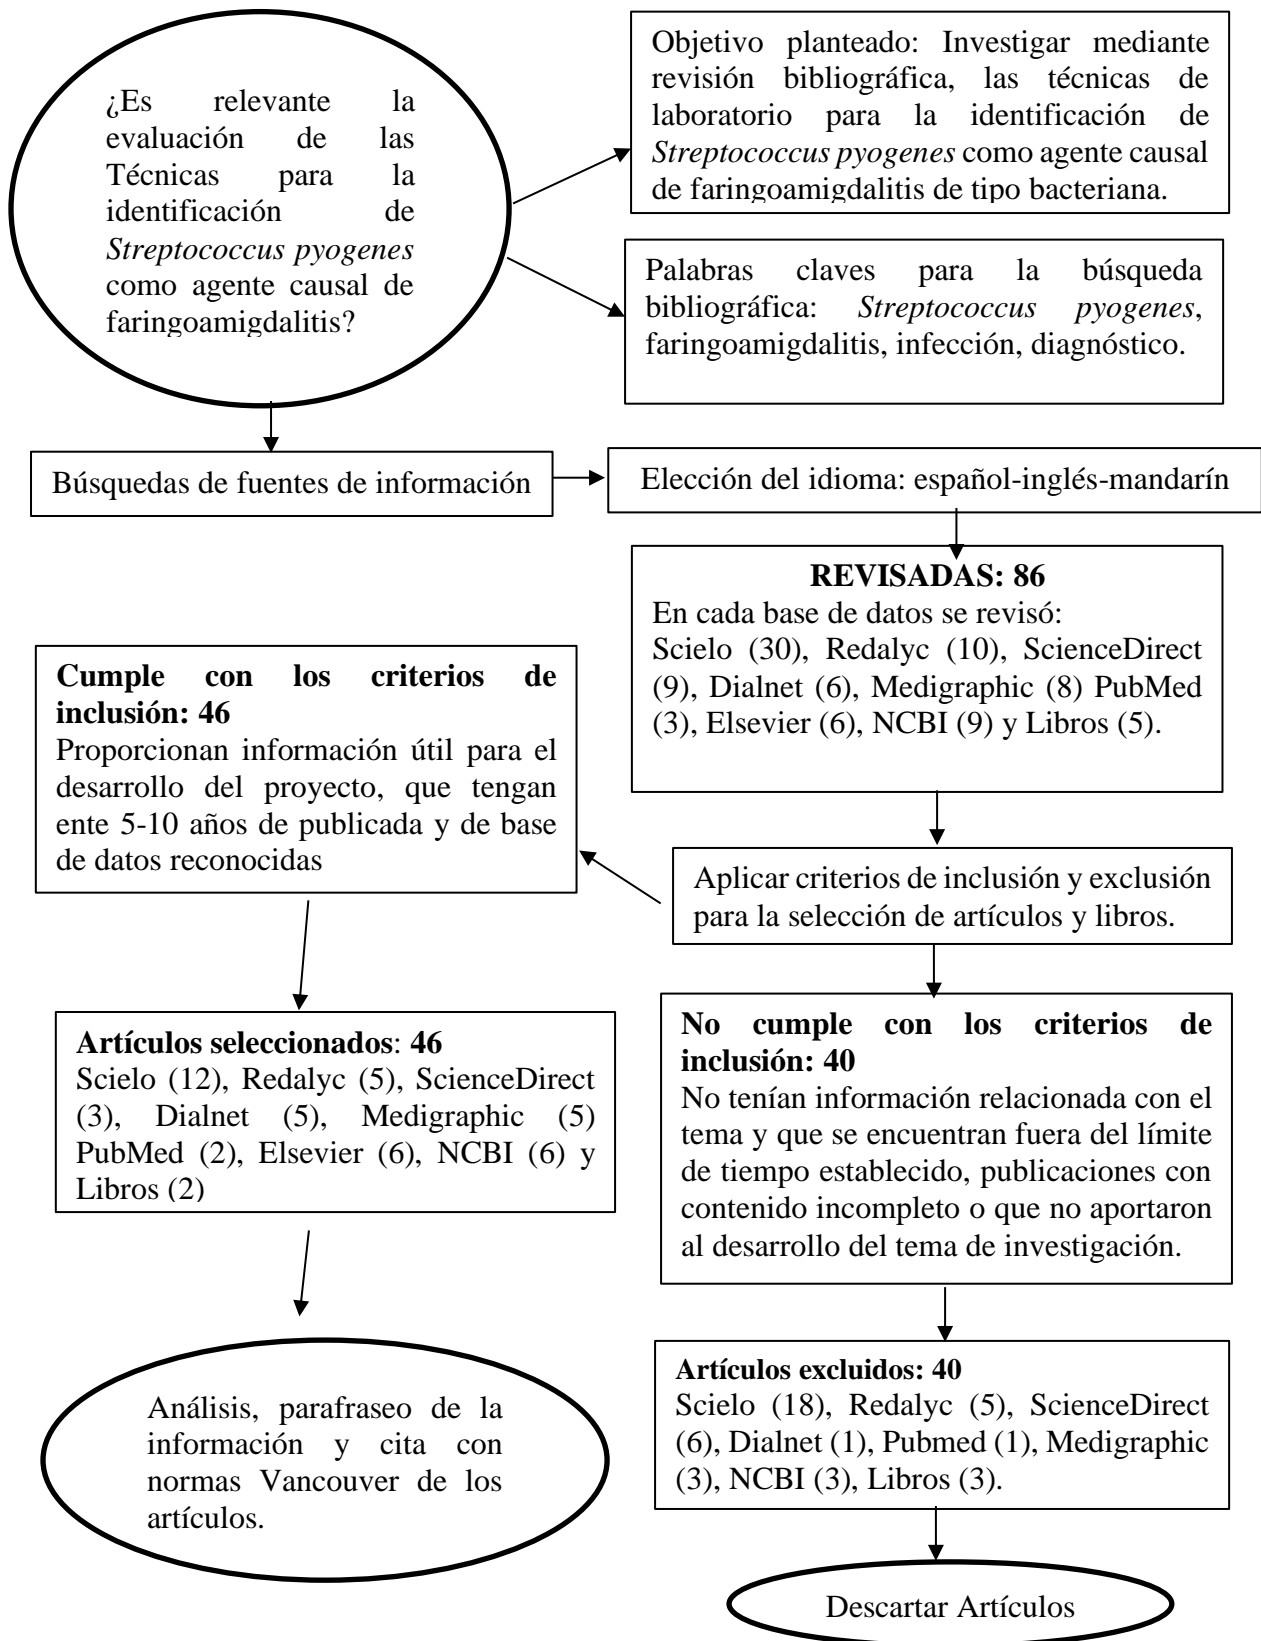 ¿Es relevante la
evaluación de las
Técnicas para la
identificación de
Streptococcus pyogenes
como agente causal de
faringoamigdalitis?
Objetivo planteado: Investigar mediante
revisión bibliográfica, las técnicas de
laboratorio para la identificación de
Streptococcus pyogenes como agente causal
de faringoamigdalitis de tipo bacteriana.
Palabras claves para la búsqueda
bibliográfica: Streptococcus pyogenes,
faringoamigdalitis, infección, diagnóstico.
Búsquedas de fuentes de información
Elección del idioma: español-inglés-mandarín
REVISADAS: 86
En cada base de datos se revisó:
Scielo (30), Redalyc (10), ScienceDirect
(9), Dialnet (6), Medigraphic (8) PubMed
(3), Elsevier (6), NCBI (9) y Libros (5).
Aplicar criterios de inclusión y exclusión
para la selección de artículos y libros.
Cumple con los criterios de
inclusión: 46
Proporcionan información útil para el
desarrollo del proyecto, que tengan
ente 5-10 años de publicada y de base
de datos reconocidas
Artículos seleccionados: 46
Scielo (12), Redalyc (5), ScienceDirect
(3), Dialnet (5), Medigraphic (5)
PubMed (2), Elsevier (6), NCBI (6) y
Libros (2)
Análisis, parafraseo de la
información y cita con
normas Vancouver de los
artículos.
No cumple con los criterios de
inclusión: 40
No tenían información relacionada con el
tema y que se encuentran fuera del límite
de tiempo establecido, publicaciones con
contenido incompleto o que no aportaron
al desarrollo del tema de investigación.
Artículos excluidos: 40
Scielo (18), Redalyc (5), ScienceDirect
(6), Dialnet (1), Pubmed (1), Medigraphic
(3), NCBI (3), Libros (3).
Descartar Artículos